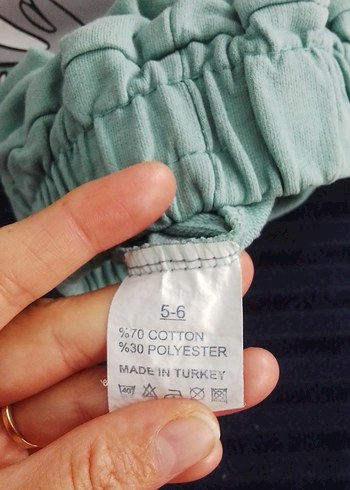 5-6
%70 COTTON
%30 POLYESTER
MADE IN TURKEY